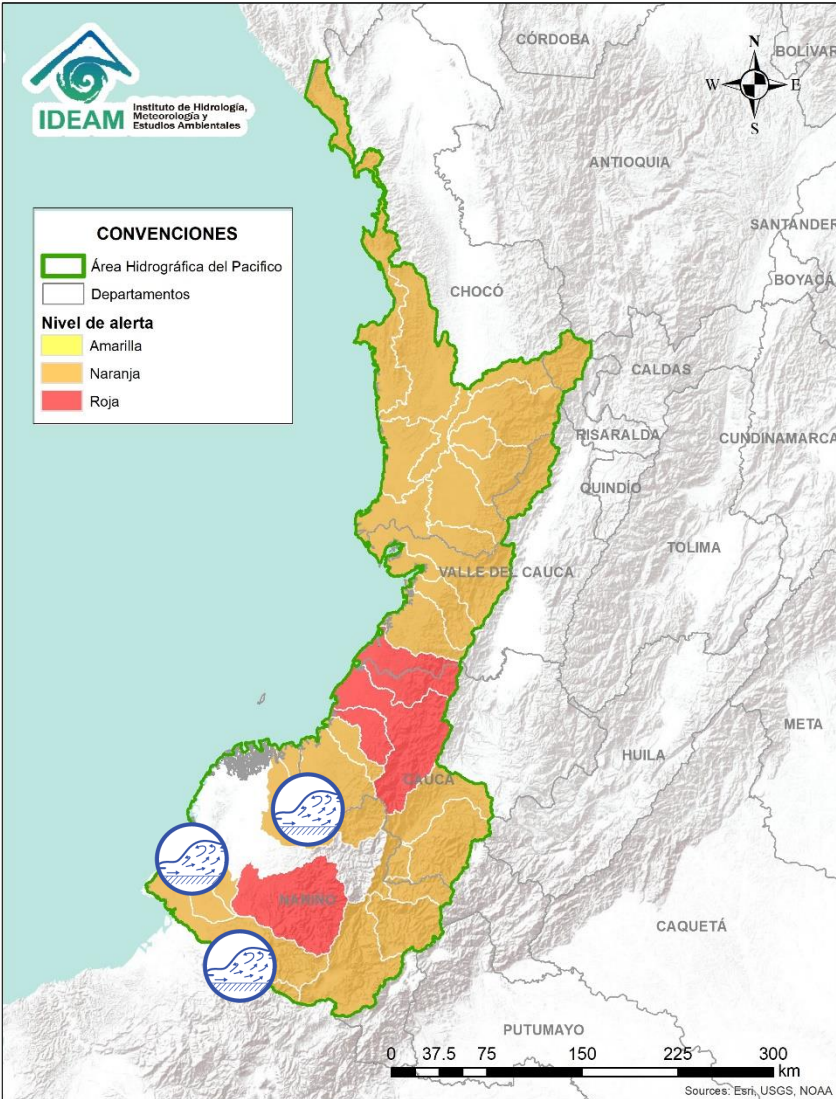 IDEAM
Instituto de Hidrología,
Meteorología y
Estudios Ambientales
CONVENCIONES
Área Hidrográfica del Pacifico
Departamentos
Nivel de alerta
Amarilla
Naranja
Roja
N
W
E
S
CÓRDOBA
BOLÍVAR
ANTIOQUIA
SANTANDER
BOYACÁ
CHOCÓ
CALDAS
RISARALDA
CUNDINAMARCA
QUINDÍO
TOLIMA
VALLE DEL CAUCA
META
HUILA
CAUCA
NARIÑO
CAQUETÁ
PUTUMAYO
0 37.5 75 150 225 300
km
Sources: Esri, USGS, NOAA